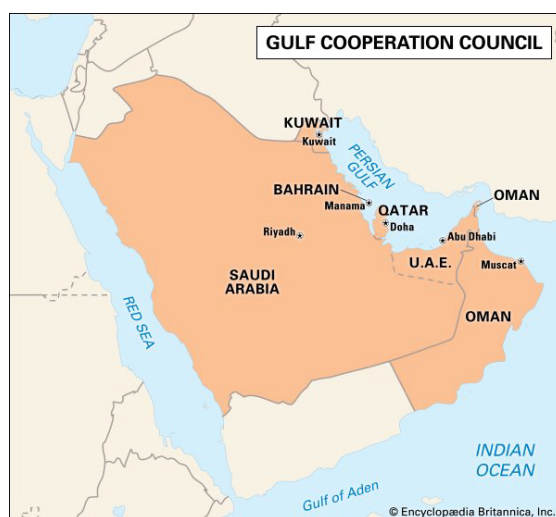 GULF COOPERATION COUNCIL
KUWAIT
Kuwait
PERSIAN
GULF
BAHRAIN
Manama
QATAR
Doha
OMAN
Abu Dhabi
Riyadh
U.A.E.
Muscat
SAUDI
ARABIA
RED SEA
OMAN
INDIAN
OCEAN
Gulf of Aden
© Encyclopædia Britannica, Inc.